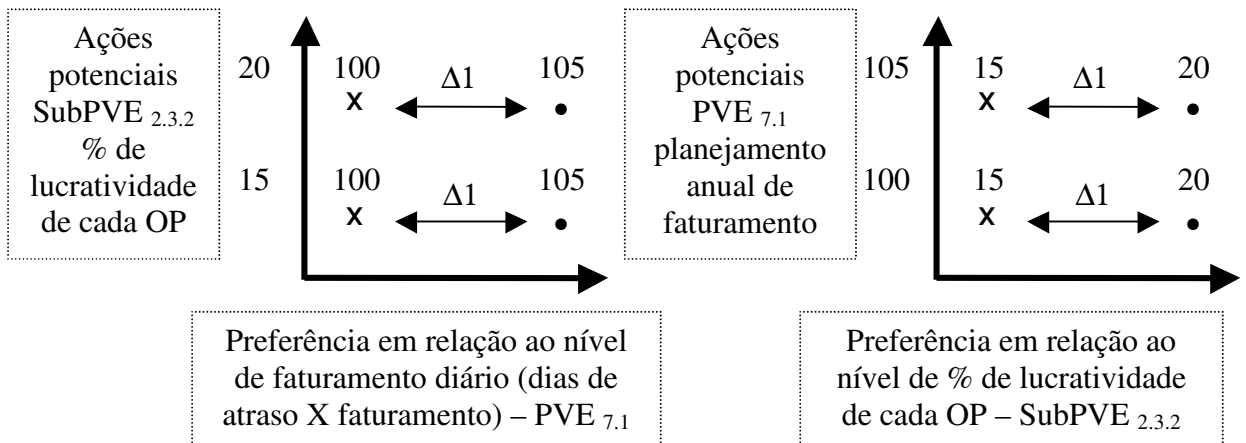 Ações
potenciais
SubPVE 2.3.2
% de
lucratividade
de cada OP
20
100
Δ1
105
x
•
15
100
Δ1
105
x
•
Preferência em relação ao nível
de faturamento diário (dias de
atraso X faturamento) – PVE 7.1
Ações
potenciais
PVE 7.1
planejamento
anual de
faturamento
105
15
Δ1
20
x
•
100
15
Δ1
20
x
•
Preferência em relação ao
nível de % de lucratividade
de cada OP – SubPVE 2.3.2